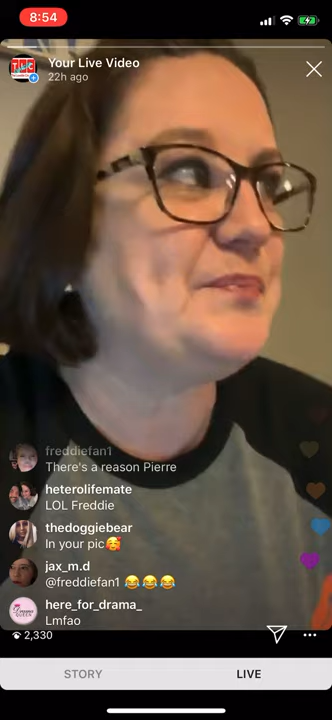 8:54
Your Live Video
22h ago
freddiefan1
There's a reason Pierre
heterolifemate
LOL Freddie
thedoggiebear
In your pic🥰
jax_m.d
@freddiefan1 😂😂😂
here_for_drama_
Lmfao
2,330
STORY LIVE